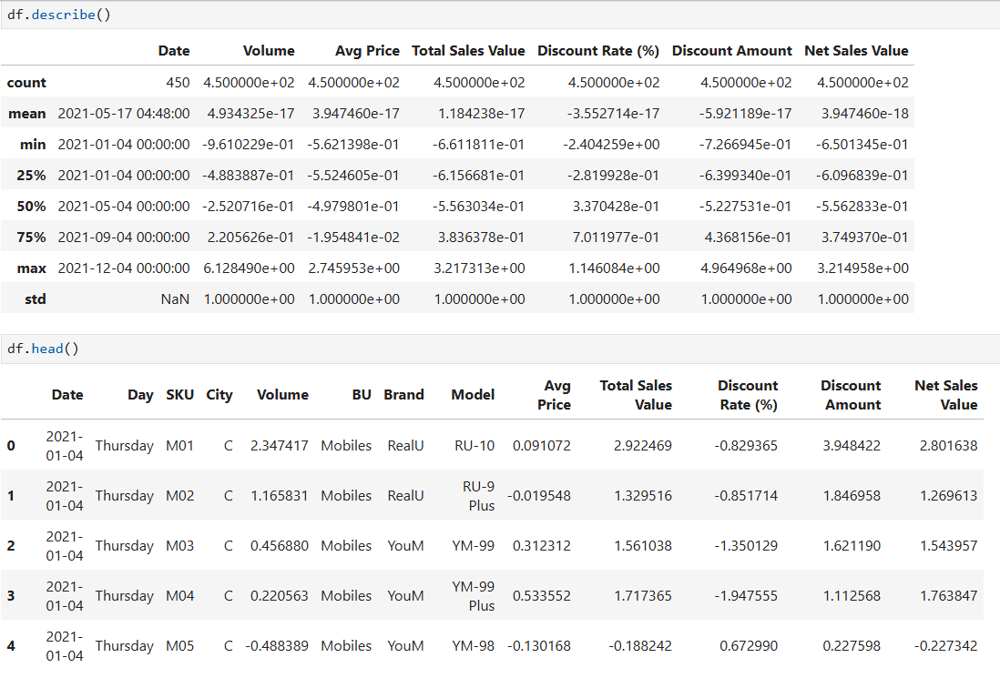 df.describe()
Date Volume Avg Price Total Sales Value Discount Rate (%) Discount Amount Net Sales Value
count 450 4.500000e+02 4.500000e+02 4.500000e+02 4.500000e+02 4.500000e+02 4.500000e+02
mean 2021-05-17 04:48:00 4.934325e-17 3.947460e-17 1.184238e-17 -3.552714e-17 -5.921189e-17 3.947460e-18
min 2021-01-04 00:00:00 -9.610229e-01 -5.621398e-01 -6.611811e-01 -2.404259e+00 -7.266945e-01 -6.501345e-01
25% 2021-01-04 00:00:00 -4.883887e-01 -5.524605e-01 -6.156681e-01 -2.819928e-01 -6.399340e-01 -6.096839e-01
50% 2021-05-04 00:00:00 -2.520716e-01 -4.979801e-01 -5.563034e-01 3.370428e-01 -5.227531e-01 -5.562833e-01
75% 2021-09-04 00:00:00 2.205626e-01 -1.954841e-02 3.836378e-01 7.011977e-01 4.368156e-01 3.749370e-01
max 2021-12-04 00:00:00 6.128490e+00 2.745953e+00 3.217313e+00 1.146084e+00 4.964968e+00 3.214958e+00
std NaN 1.000000e+00 1.000000e+00 1.000000e+00 1.000000e+00 1.000000e+00 1.000000e+00
df.head()
Date Day SKU City Volume BU Brand Model Avg Price Total Sales Value Discount Rate (%) Discount Amount Net Sales Value
0 2021-01-04 Thursday M01 C 2.347417 Mobiles RealU RU-10 0.091072 2.922469 -0.829365 3.948422 2.801638
1 2021-01-04 Thursday M02 C 1.165831 Mobiles RealU RU-9 Plus -0.019548 1.329516 -0.851714 1.846958 1.269613
2 2021-01-04 Thursday M03 C 0.456880 Mobiles YouM YM-99 0.312312 1.561038 -1.350129 1.621190 1.543957
3 2021-01-04 Thursday M04 C 0.220563 Mobiles YouM YM-99 Plus 0.533552 1.717365 -1.947555 1.112568 1.763847
4 2021-01-04 Thursday M05 C -0.488389 Mobiles YouM YM-98 -0.130168 -0.188242 0.672990 0.227598 -0.227342